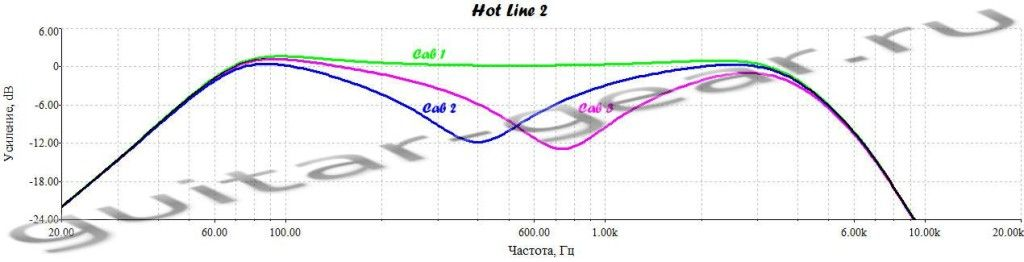 Hot Line 2
6.00
0
-6.00
-12.00
-18.00
-24.00
Усиление, dB
Cab 1
Cab 2
Cab 3
20.00 60.00 100.00 600.00 1.00k 6.00k 10.00k 20.00k
Частота, Гц
guitar-gear.ru